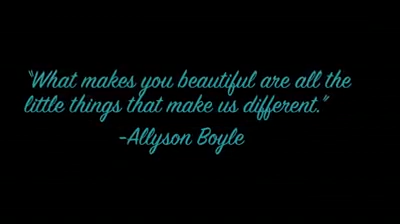 "What makes you beautiful are all the
little things that make us different."
-Allyson Boyle